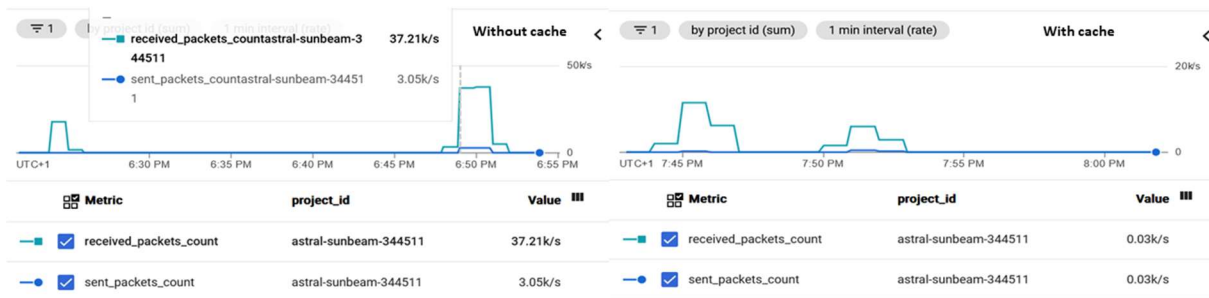 1 by project id (sum) 1 min interval (rate)
received_packets_countastral-sunbeam-3 37.21k/s
44511
sent_packets_countastral-sunbeam-34451 3.05k/s
1
Without cache
50k/s
0
UTC+1 6:30 PM 6:35 PM 6:40 PM 6:45 PM 6:50 PM 6:55 PM
Metric project_id Value
received_packets_count astral-sunbeam-344511 37.21k/s
sent_packets_count astral-sunbeam-344511 3.05k/s
1 by project id (sum) 1 min interval (rate) With cache
20k/s
0
UTC+1 7:45 PM 7:50 PM 7:55 PM 8:00 PM
Metric project_id Value
received_packets_count astral-sunbeam-344511 0.03k/s
sent_packets_count astral-sunbeam-344511 0.03k/s